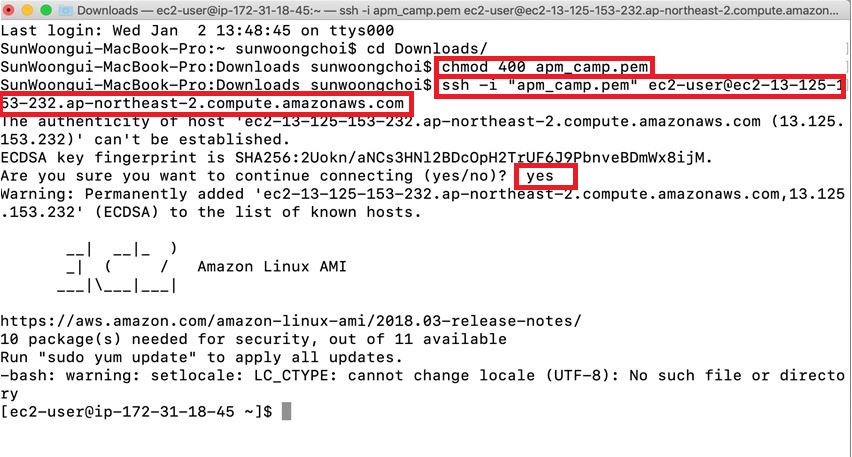 Downloads — ec2-user@ip-172-31-18-45:~ — ssh -i apm_camp.pem ec2-user@ec2-13-125-153-232.ap-northeast-2.compute.amazon...
Last login: Wed Jan  2 13:48:45 on ttys000
SunWoongui-MacBook-Pro:~ sunwoongchoi$ cd Downloads/
SunWoongui-MacBook-Pro:Downloads sunwoongchoi$ chmod 400 apm_camp.pem
SunWoongui-MacBook-Pro:Downloads sunwoongchoi$ ssh -i "apm_camp.pem" ec2-user@ec2-13-125-1
53-232.ap-northeast-2.compute.amazonaws.com
The authenticity of host 'ec2-13-125-153-232.ap-northeast-2.compute.amazonaws.com (13.125.
153.232)' can't be established.
ECDSA key fingerprint is SHA256:2Uokn/aNCs3HNl2BDcOpH2TrUF6J9PbnveBDmWx8ijM.
Are you sure you want to continue connecting (yes/no)? yes
Warning: Permanently added 'ec2-13-125-153-232.ap-northeast-2.compute.amazonaws.com,13.125
.153.232' (ECDSA) to the list of known hosts.
       __|  __|_  )
       _|  (     /   Amazon Linux AMI
      ___|\___|___|
https://aws.amazon.com/amazon-linux-ami/2018.03-release-notes/
10 package(s) needed for security, out of 11 available
Run "sudo yum update" to apply all updates.
-bash: warning: setlocale: LC_CTYPE: cannot change locale (UTF-8): No such file or directo
ry
[ec2-user@ip-172-31-18-45 ~]$